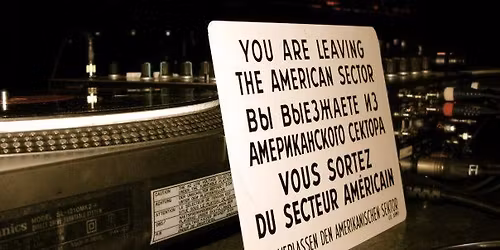 YOU ARE LEAVING
THE AMERICAN SECTOR
ВЫ ВЫЕЗЖАЕТЕ ИЗ
АМЕРИКАНСКОГО СЕКТОРА
VOUS SORTEZ
DU SECTEUR AMÉRICAIN
VERLASSEN DEN AMERIKANISCHEN SEKTOR
CAUTION